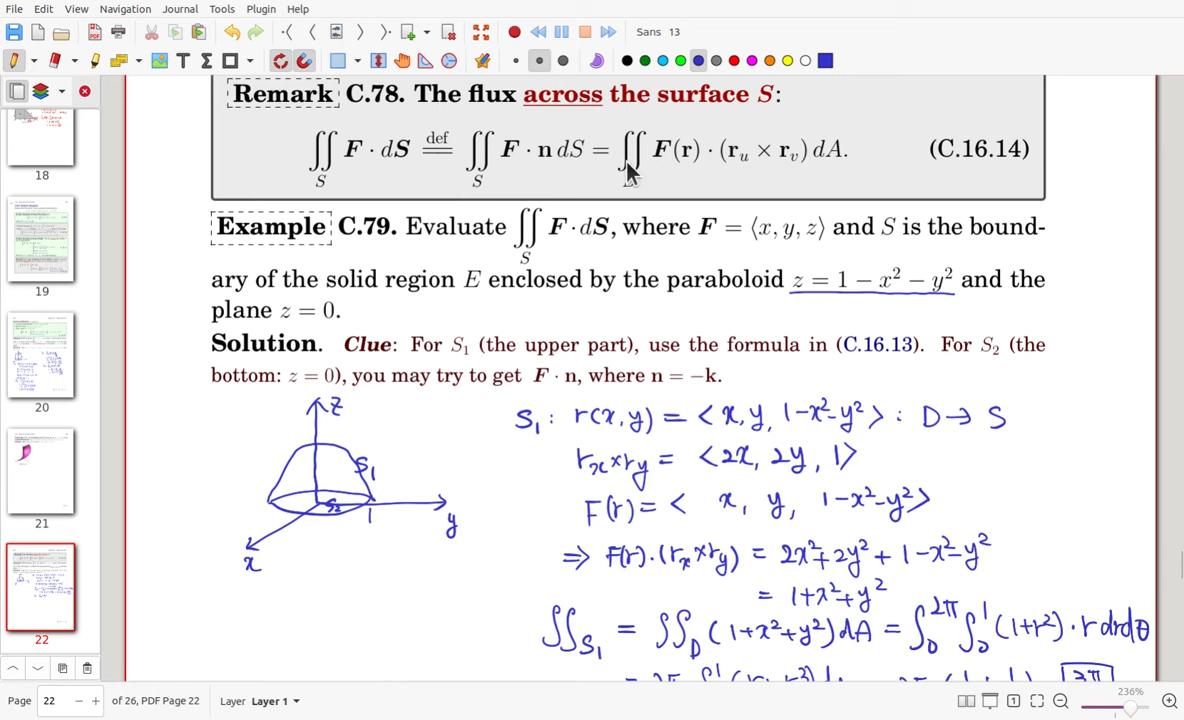 File Edit View Navigation Journal Tools Plugin Help
Sans 13
Remark C.78. The flux across the surface S:
∬_S F · dS def= ∬_S F · n dS = ∬ F(r) · (r_u × r_v) dA. (C.16.14)
Example C.79. Evaluate ∬_S F · dS, where F = ⟨x, y, z⟩ and S is the bound-
ary of the solid region E enclosed by the paraboloid z = 1 − x² − y² and the
plane z = 0.
Solution. Clue: For S₁ (the upper part), use the formula in (C.16.13). For S₂ (the
bottom: z = 0), you may try to get F · n, where n = −k.
z
S₁
S₂
1
y
x
S₁: r(x,y) = <x, y, 1-x²-y²> : D → S
r_x × r_y = <2x, 2y, 1>
F(r) = < x, y, 1-x²-y²>
⇒ F(r)·(r_x × r_y) = 2x²+2y²+1-x²-y²
= 1+x²+y²
∬_S₁ = ∬_D (1+x²+y²) dA = ∫₀^2π ∫₀^1 (1+r²)·r dr dθ
18
19
20
21
22
Page 22 − + of 26, PDF Page 22 Layer Layer 1
236%